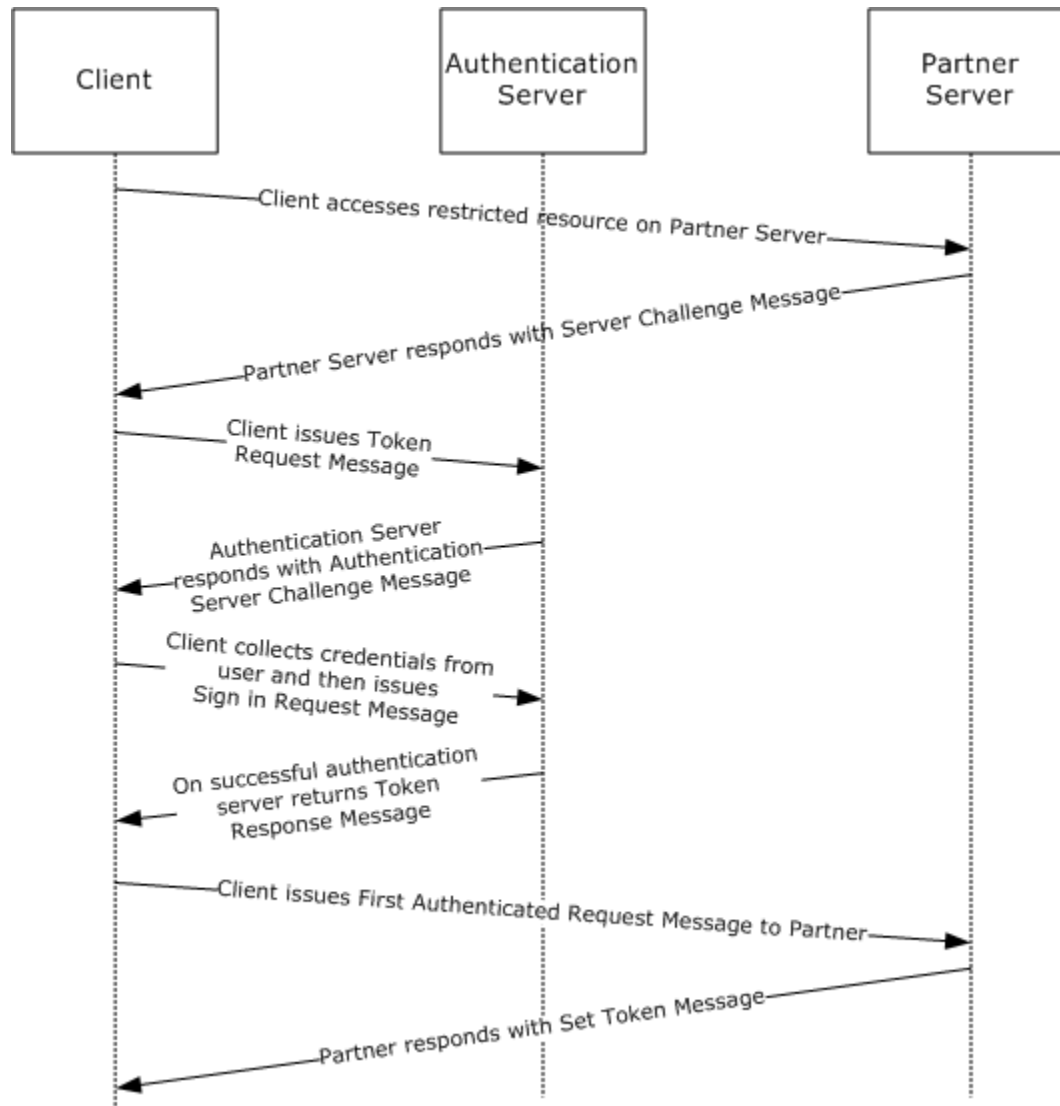 Client
Authentication
Server
Partner
Server
Client accesses restricted resource on Partner Server
Partner Server responds with Server Challenge Message
Client issues Token
Request Message
Authentication Server
responds with Authentication
Server Challenge Message
Client collects credentials from
user and then issues
Sign in Request Message
On successful authentication
server returns Token
Response Message
Client issues First Authenticated Request Message to Partner
Partner responds with Set Token Message